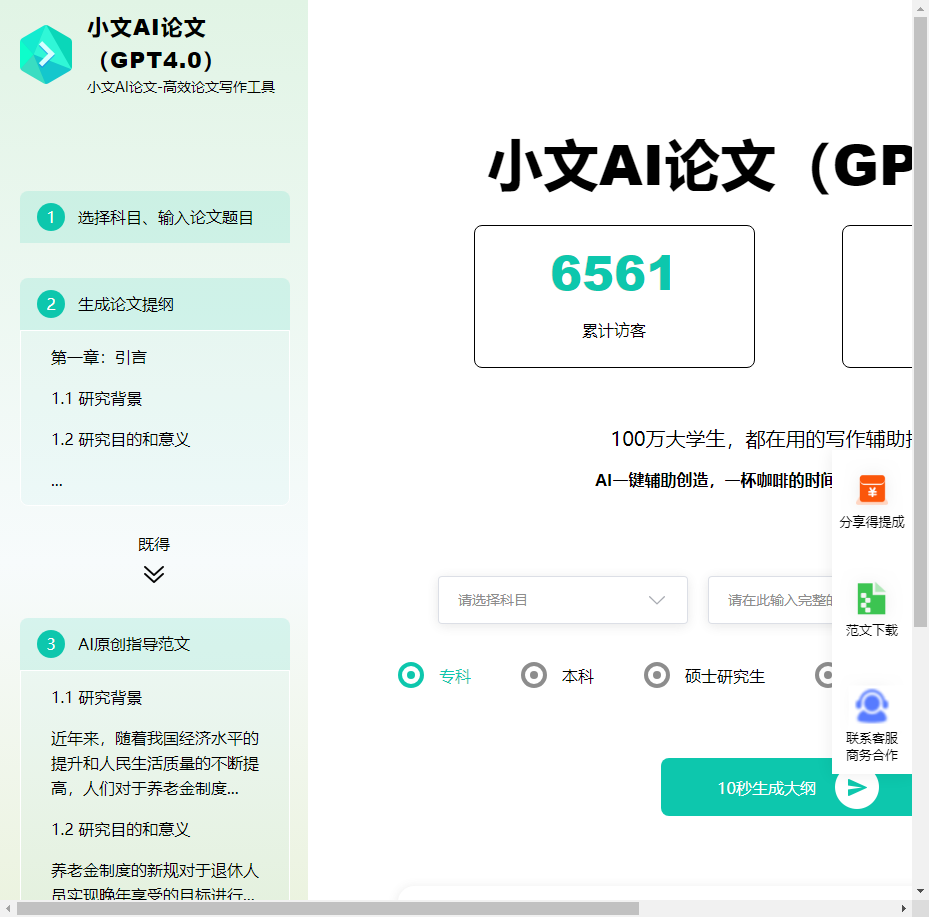 小文AI论文
（GPT4.0）
小文AI论文-高效论文写作工具
1 选择科目、输入论文题目
2 生成论文提纲
第一章：引言
1.1 研究背景
1.2 研究目的和意义
...
既得
3 AI原创指导范文
1.1 研究背景
近年来，随着我国经济水平的
提升和人民生活质量的不断提
高，人们对于养老金制度...
1.2 研究目的和意义
养老金制度的新规对于退休人
员实现晚年享受的目标进行...
小文AI论文（GP
6561
累计访客
100万大学生，都在用的写作辅助
AI一键辅助创造，一杯咖啡的时间
请选择科目
请在此输入完整的
专科
本科
硕士研究生
10秒生成大纲
分享得提成
范文下载
联系客服
商务合作